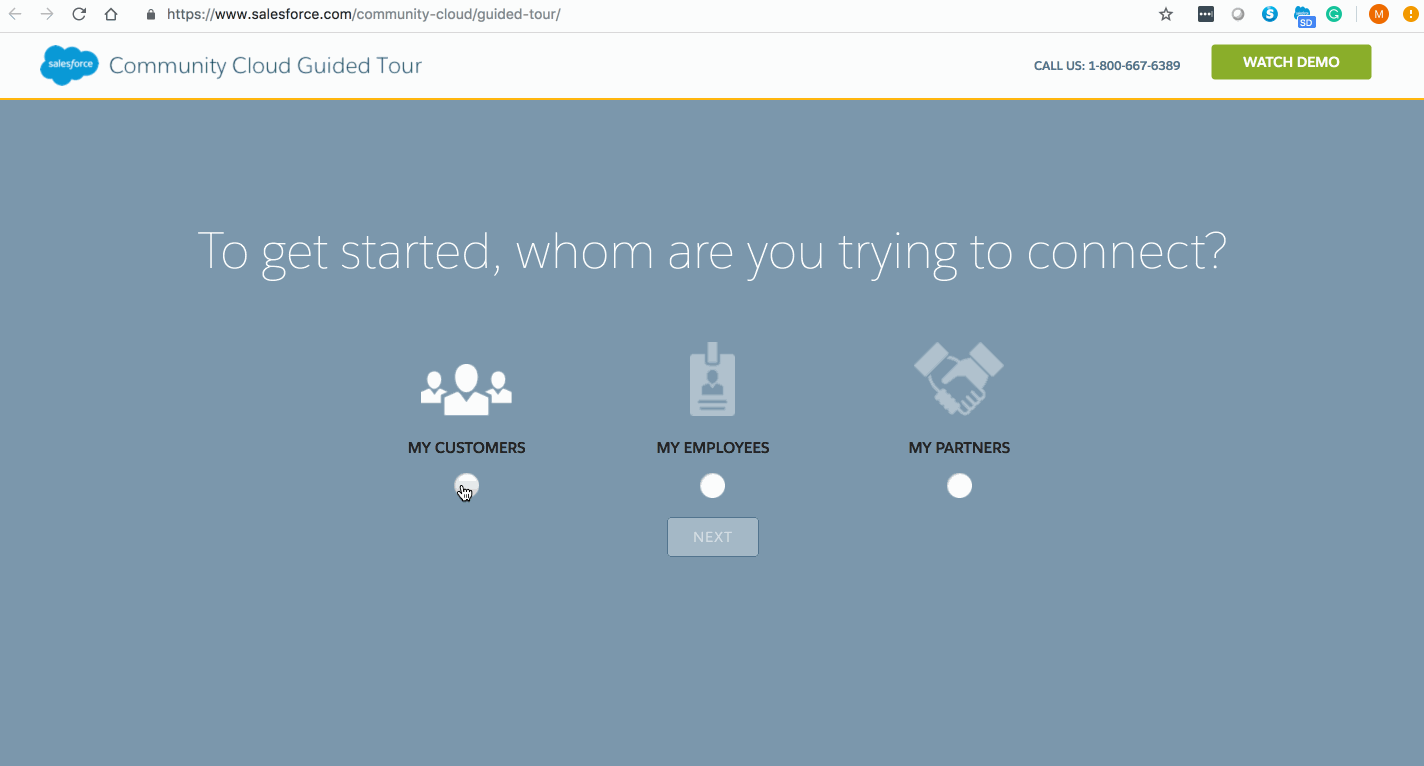 https://www.salesforce.com/community-cloud/guided-tour/
SD
M
salesforce
Community Cloud Guided Tour
CALL US: 1-800-667-6389
WATCH DEMO
To get started, whom are you trying to connect?
MY CUSTOMERS
MY EMPLOYEES
MY PARTNERS
NEXT